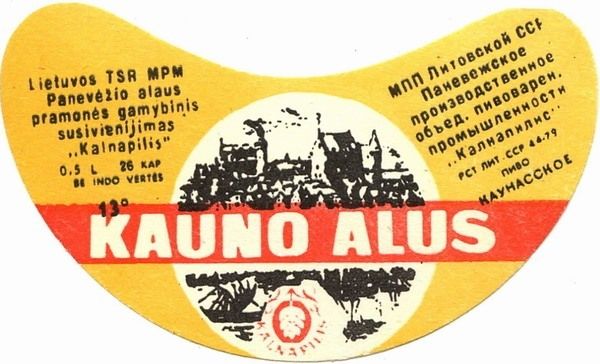 Lietuvos TSR MPM
Panevėžio alaus
pramonės gamybinis
susivienijimas
„Kalnapilis"
0,5 L 26 KAP
BE INDO VERTĖS
13°
МПП Литовской ССР
Паневежское
производственное
объед. пивоварен.
промышленности
„Калнапилис"
РСТ ЛИТ. ССР 44-79
ПИВО
КАУНАССКОЕ
KAUNO ALUS
KALNAPILIS